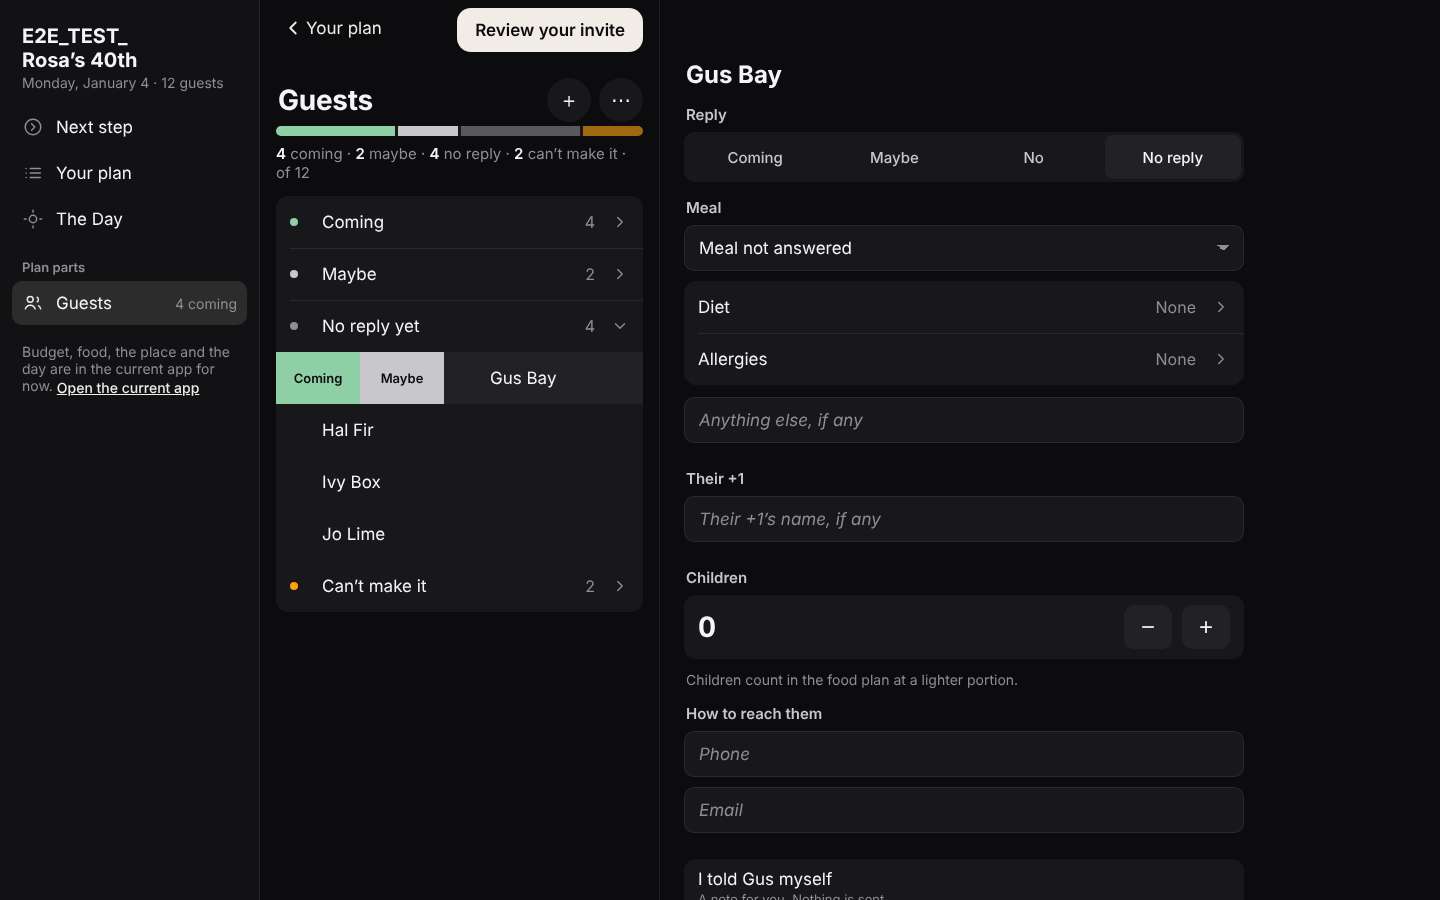 E2E_TEST_
Rosa’s 40th
Monday, January 4 · 12 guests
Next step
Your plan
The Day
Plan parts
Guests 4 coming
Budget, food, the place and the
day are in the current app for
now. Open the current app
Your plan
Review your invite
Guests
+ ···
4 coming · 2 maybe · 4 no reply · 2 can’t make it ·
of 12
Coming 4
Maybe 2
No reply yet 4
Coming Maybe Gus Bay
Hal Fir
Ivy Box
Jo Lime
Can’t make it 2
Gus Bay
Reply
Coming Maybe No No reply
Meal
Meal not answered
Diet None
Allergies None
Anything else, if any
Their +1
Their +1’s name, if any
Children
0 − +
Children count in the food plan at a lighter portion.
How to reach them
Phone
Email
I told Gus myself
A note for you. Nothing is sent.